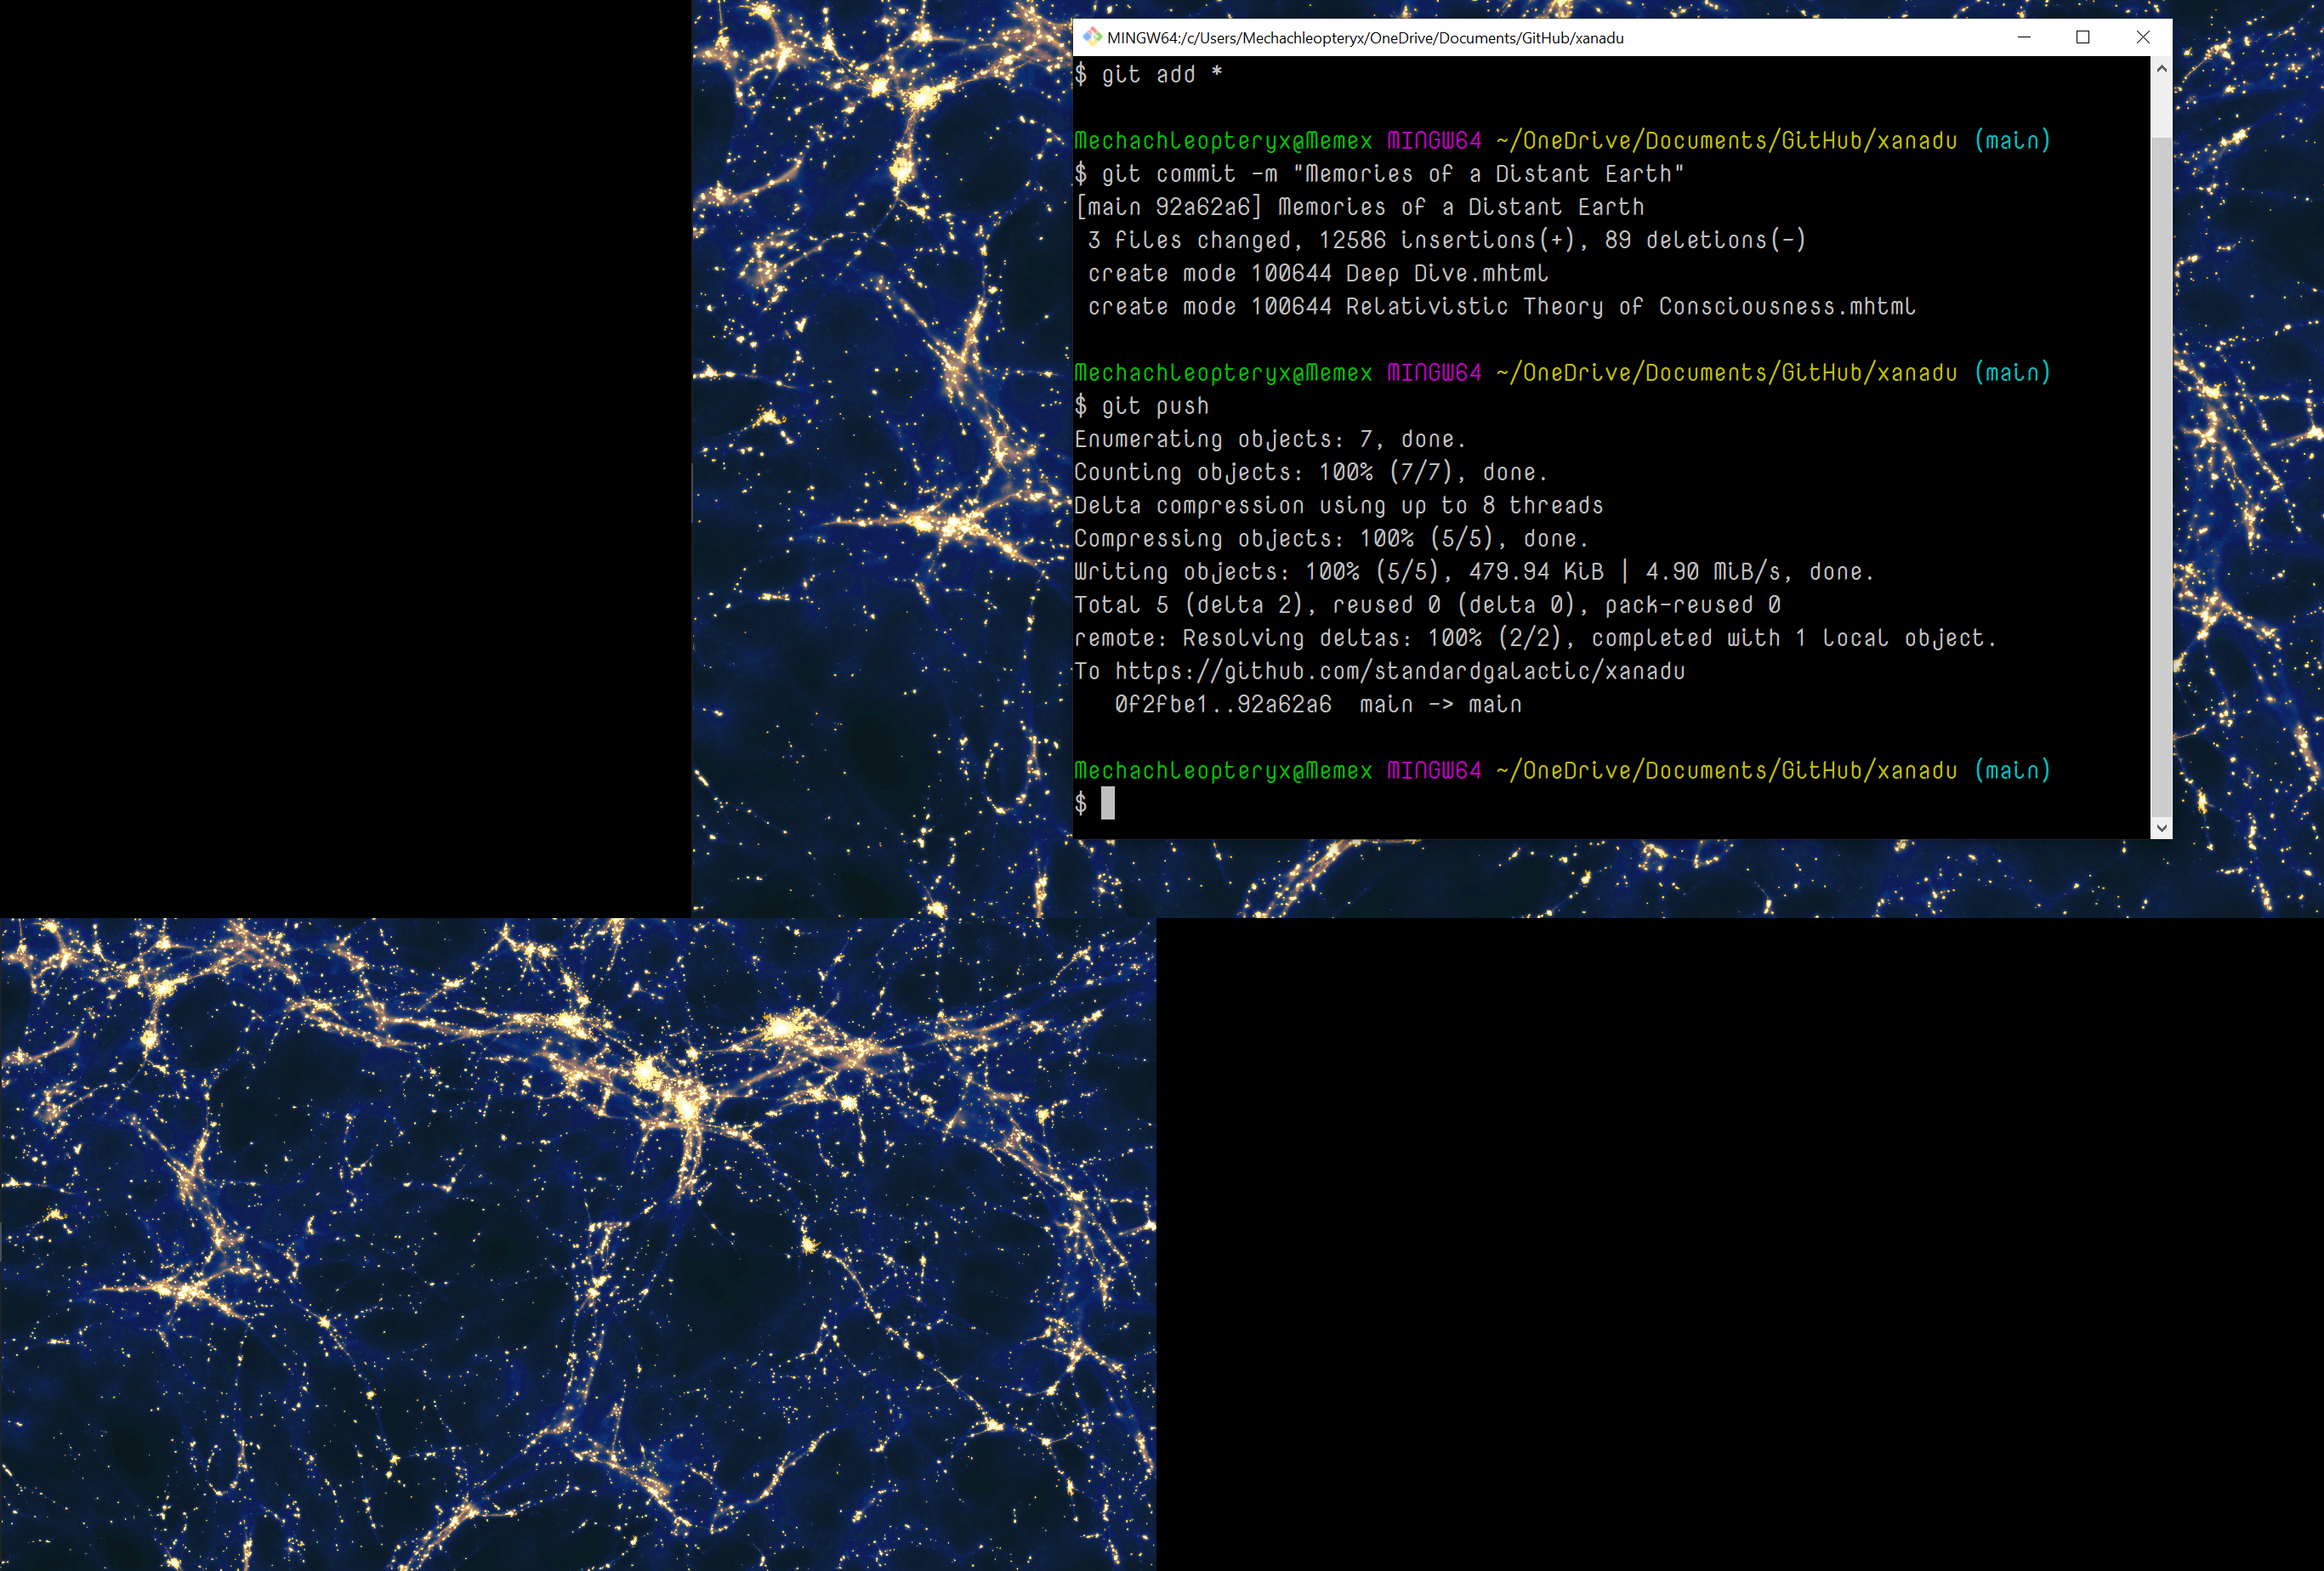 MINGW64:/c/Users/Mechachleopteryx/OneDrive/Documents/GitHub/xanadu
$ git add *
Mechachleopteryx@Memex MINGW64 ~/OneDrive/Documents/GitHub/xanadu (main)
$ git commit -m "Memories of a Distant Earth"
[main 92a62a6] Memories of a Distant Earth
 3 files changed, 12586 insertions(+), 89 deletions(-)
 create mode 100644 Deep Dive.mhtml
 create mode 100644 Relativistic Theory of Consciousness.mhtml
Mechachleopteryx@Memex MINGW64 ~/OneDrive/Documents/GitHub/xanadu (main)
$ git push
Enumerating objects: 7, done.
Counting objects: 100% (7/7), done.
Delta compression using up to 8 threads
Compressing objects: 100% (5/5), done.
Writing objects: 100% (5/5), 479.94 KiB | 4.90 MiB/s, done.
Total 5 (delta 2), reused 0 (delta 0), pack-reused 0
remote: Resolving deltas: 100% (2/2), completed with 1 local object.
To https://github.com/standardgalactic/xanadu
   0f2fbe1..92a62a6  main -> main
Mechachleopteryx@Memex MINGW64 ~/OneDrive/Documents/GitHub/xanadu (main)
$